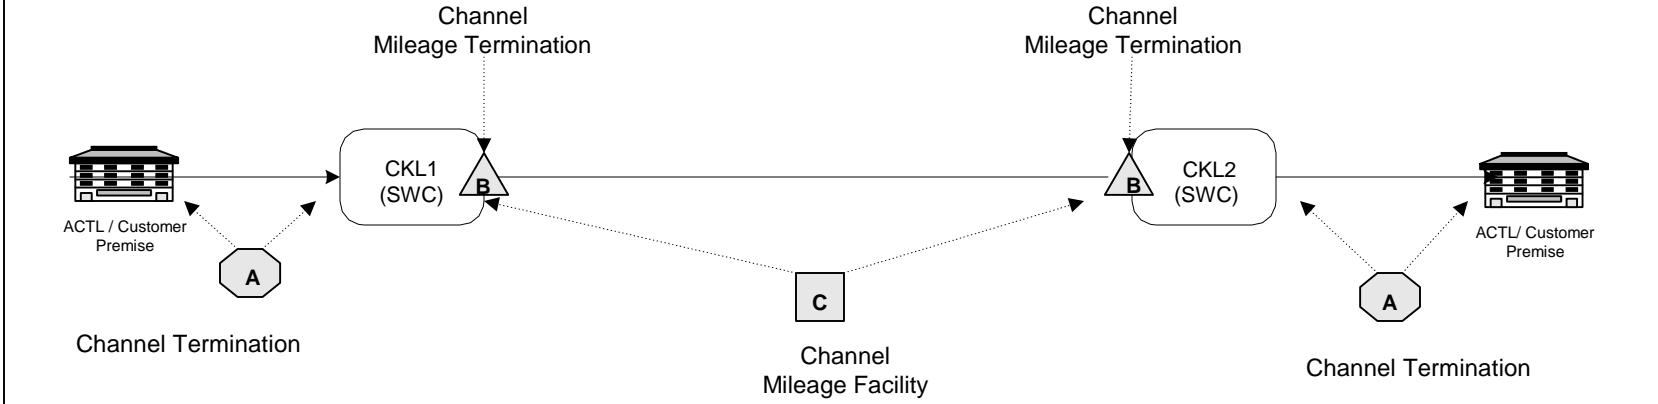 Channel
Mileage Termination
Channel
Mileage Termination
CKL1
(SWC)
B
B
CKL2
(SWC)
ACTL / Customer
Premise
ACTL/ Customer
Premise
A
C
A
Channel Termination
Channel
Mileage Facility
Channel Termination